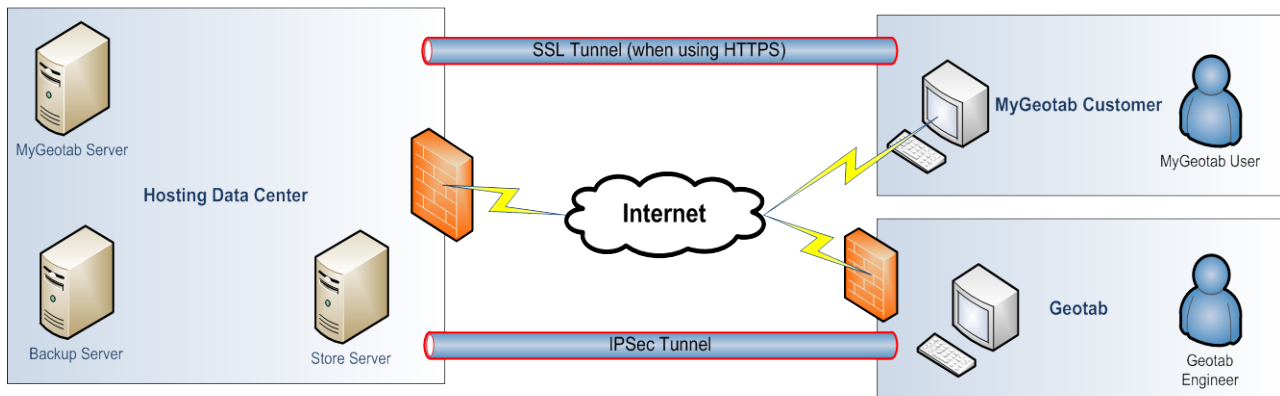 SSL Tunnel (when using HTTPS)
MyGeotab Server
Hosting Data Center
Backup Server
Store Server
Internet
MyGeotab Customer
MyGeotab User
Geotab
Geotab
Engineer
IPSec Tunnel